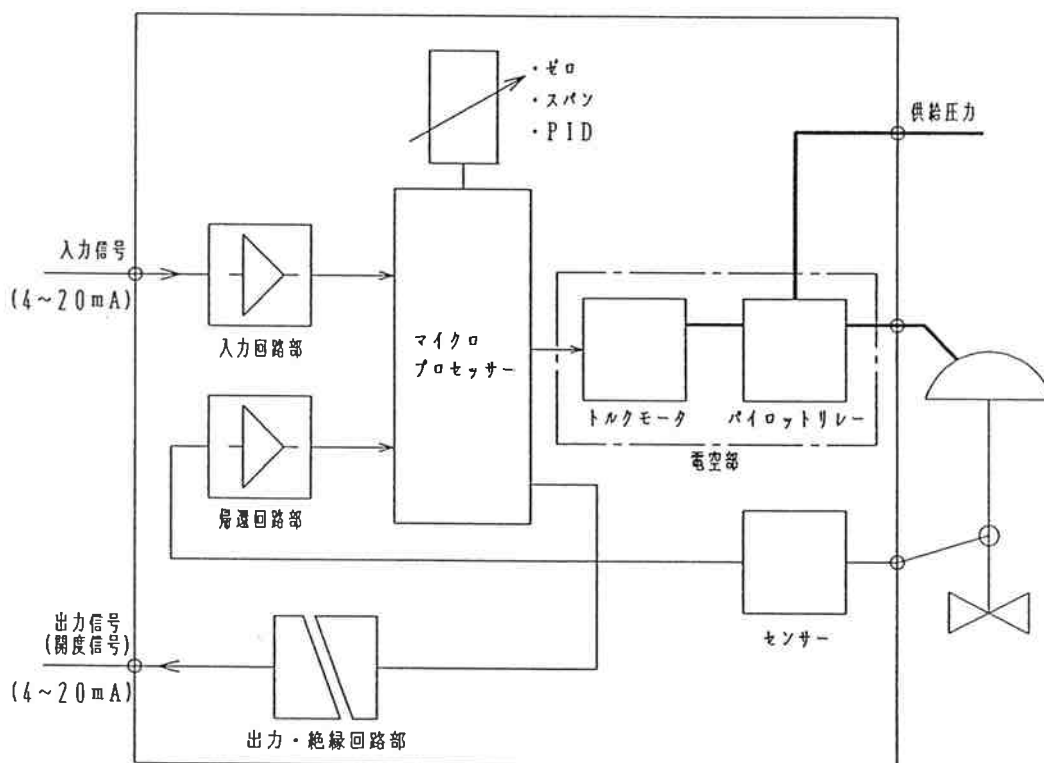 ・ゼロ
・スパン
・PID
供給圧力
入力信号
(4~20mA)
入力回路部
マイクロ
プロセッサー
トルクモータ
パイロットリレー
電空部
帰還回路部
センサー
出力信号
(開度信号)
(4~20mA)
出力・絶縁回路部